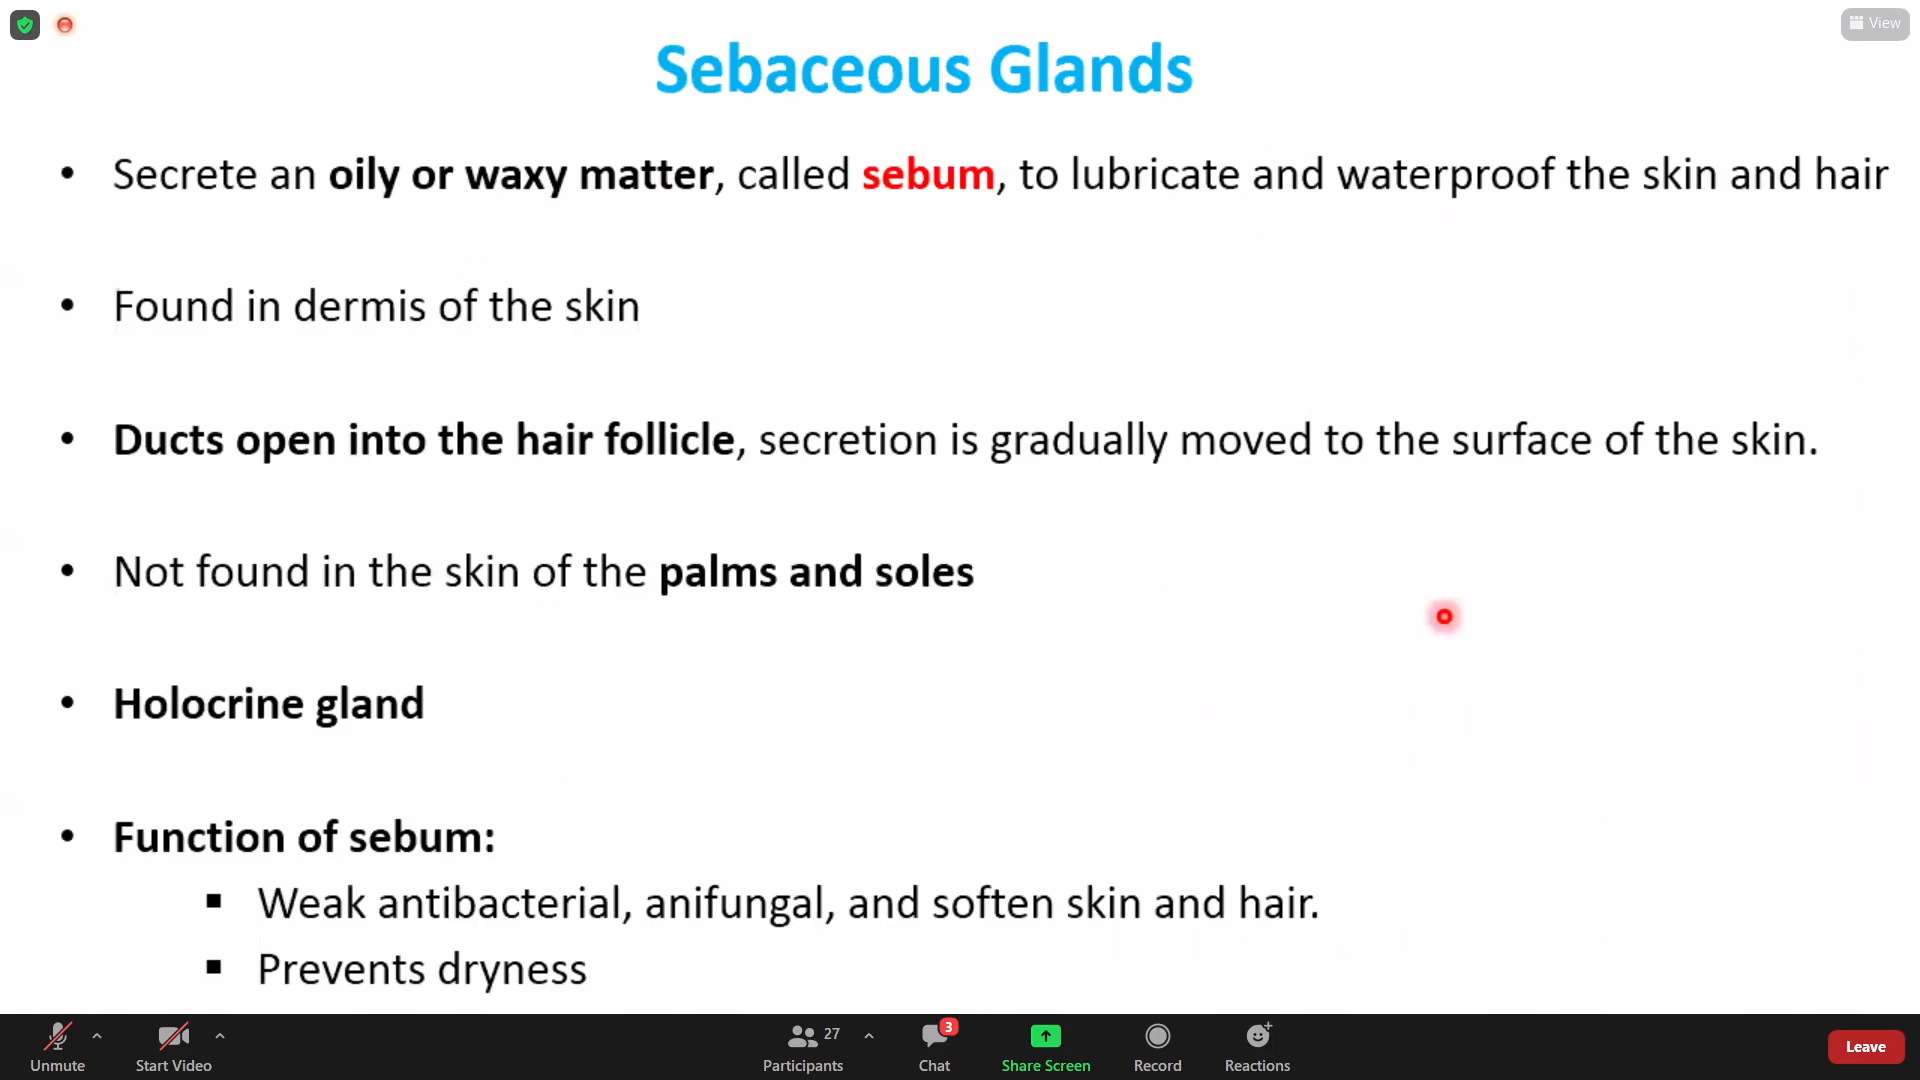 View
Sebaceous Glands
• Secrete an oily or waxy matter, called sebum, to lubricate and waterproof the skin and hair
• Found in dermis of the skin
• Ducts open into the hair follicle, secretion is gradually moved to the surface of the skin.
• Not found in the skin of the palms and soles
• Holocrine gland
• Function of sebum:
▪ Weak antibacterial, anifungal, and soften skin and hair.
▪ Prevents dryness
27
3
Unmute
Start Video
Participants
Chat
Share Screen
Record
Reactions
Leave